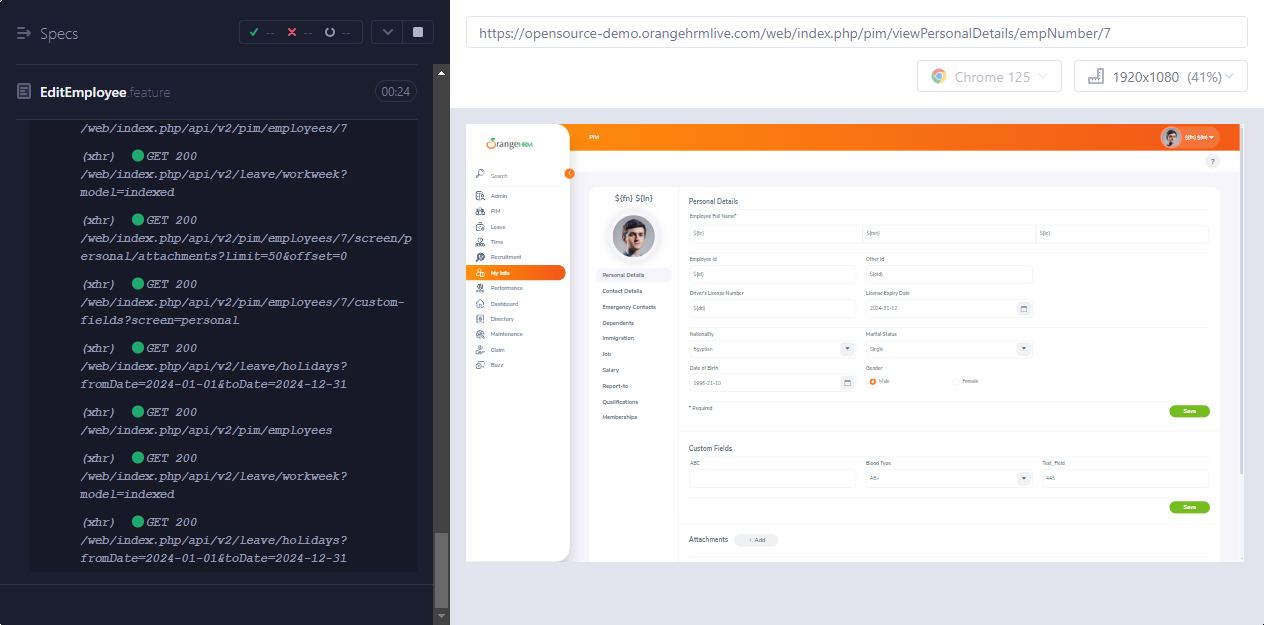 Specs
--
--
--
EditEmployee.feature
00:24
/web/index.php/api/v2/pim/employees/7
(xhr) GET 200
/web/index.php/api/v2/leave/workweek?
model=indexed
(xhr) GET 200
/web/index.php/api/v2/pim/employees/7/screen/p
ersonal/attachments?limit=50&offset=0
(xhr) GET 200
/web/index.php/api/v2/pim/employees/7/custom-
fields?screen=personal
(xhr) GET 200
/web/index.php/api/v2/leave/holidays?
fromDate=2024-01-01&toDate=2024-12-31
(xhr) GET 200
/web/index.php/api/v2/pim/employees
(xhr) GET 200
/web/index.php/api/v2/leave/workweek?
model=indexed
(xhr) GET 200
/web/index.php/api/v2/leave/holidays?
fromDate=2024-01-01&toDate=2024-12-31
https://opensource-demo.orangehrmlive.com/web/index.php/pim/viewPersonalDetails/empNumber/7
Chrome 125
1920x1080 (41%)
OrangeHRM
Search
Admin
PIM
Leave
Time
Recruitment
My Info
Performance
Dashboard
Directory
Maintenance
Claim
Buzz
PIM
${fn} ${ln}
?
${fn} ${ln}
Personal Details
Contact Details
Emergency Contacts
Dependents
Immigration
Job
Salary
Report-to
Qualifications
Memberships
Personal Details
Employee Full Name*
${fn} ${mn} ${ln}
Employee Id Other Id
${id} ${oid}
Driver's License Number License Expiry Date
${dl} 2024-31-12
Nationality Marital Status
Egyptian Single
Date of Birth Gender
1996-21-10 Male Female
* Required
Save
Custom Fields
ABC Blood Type Test_Field
AB+ 445
Save
Attachments + Add